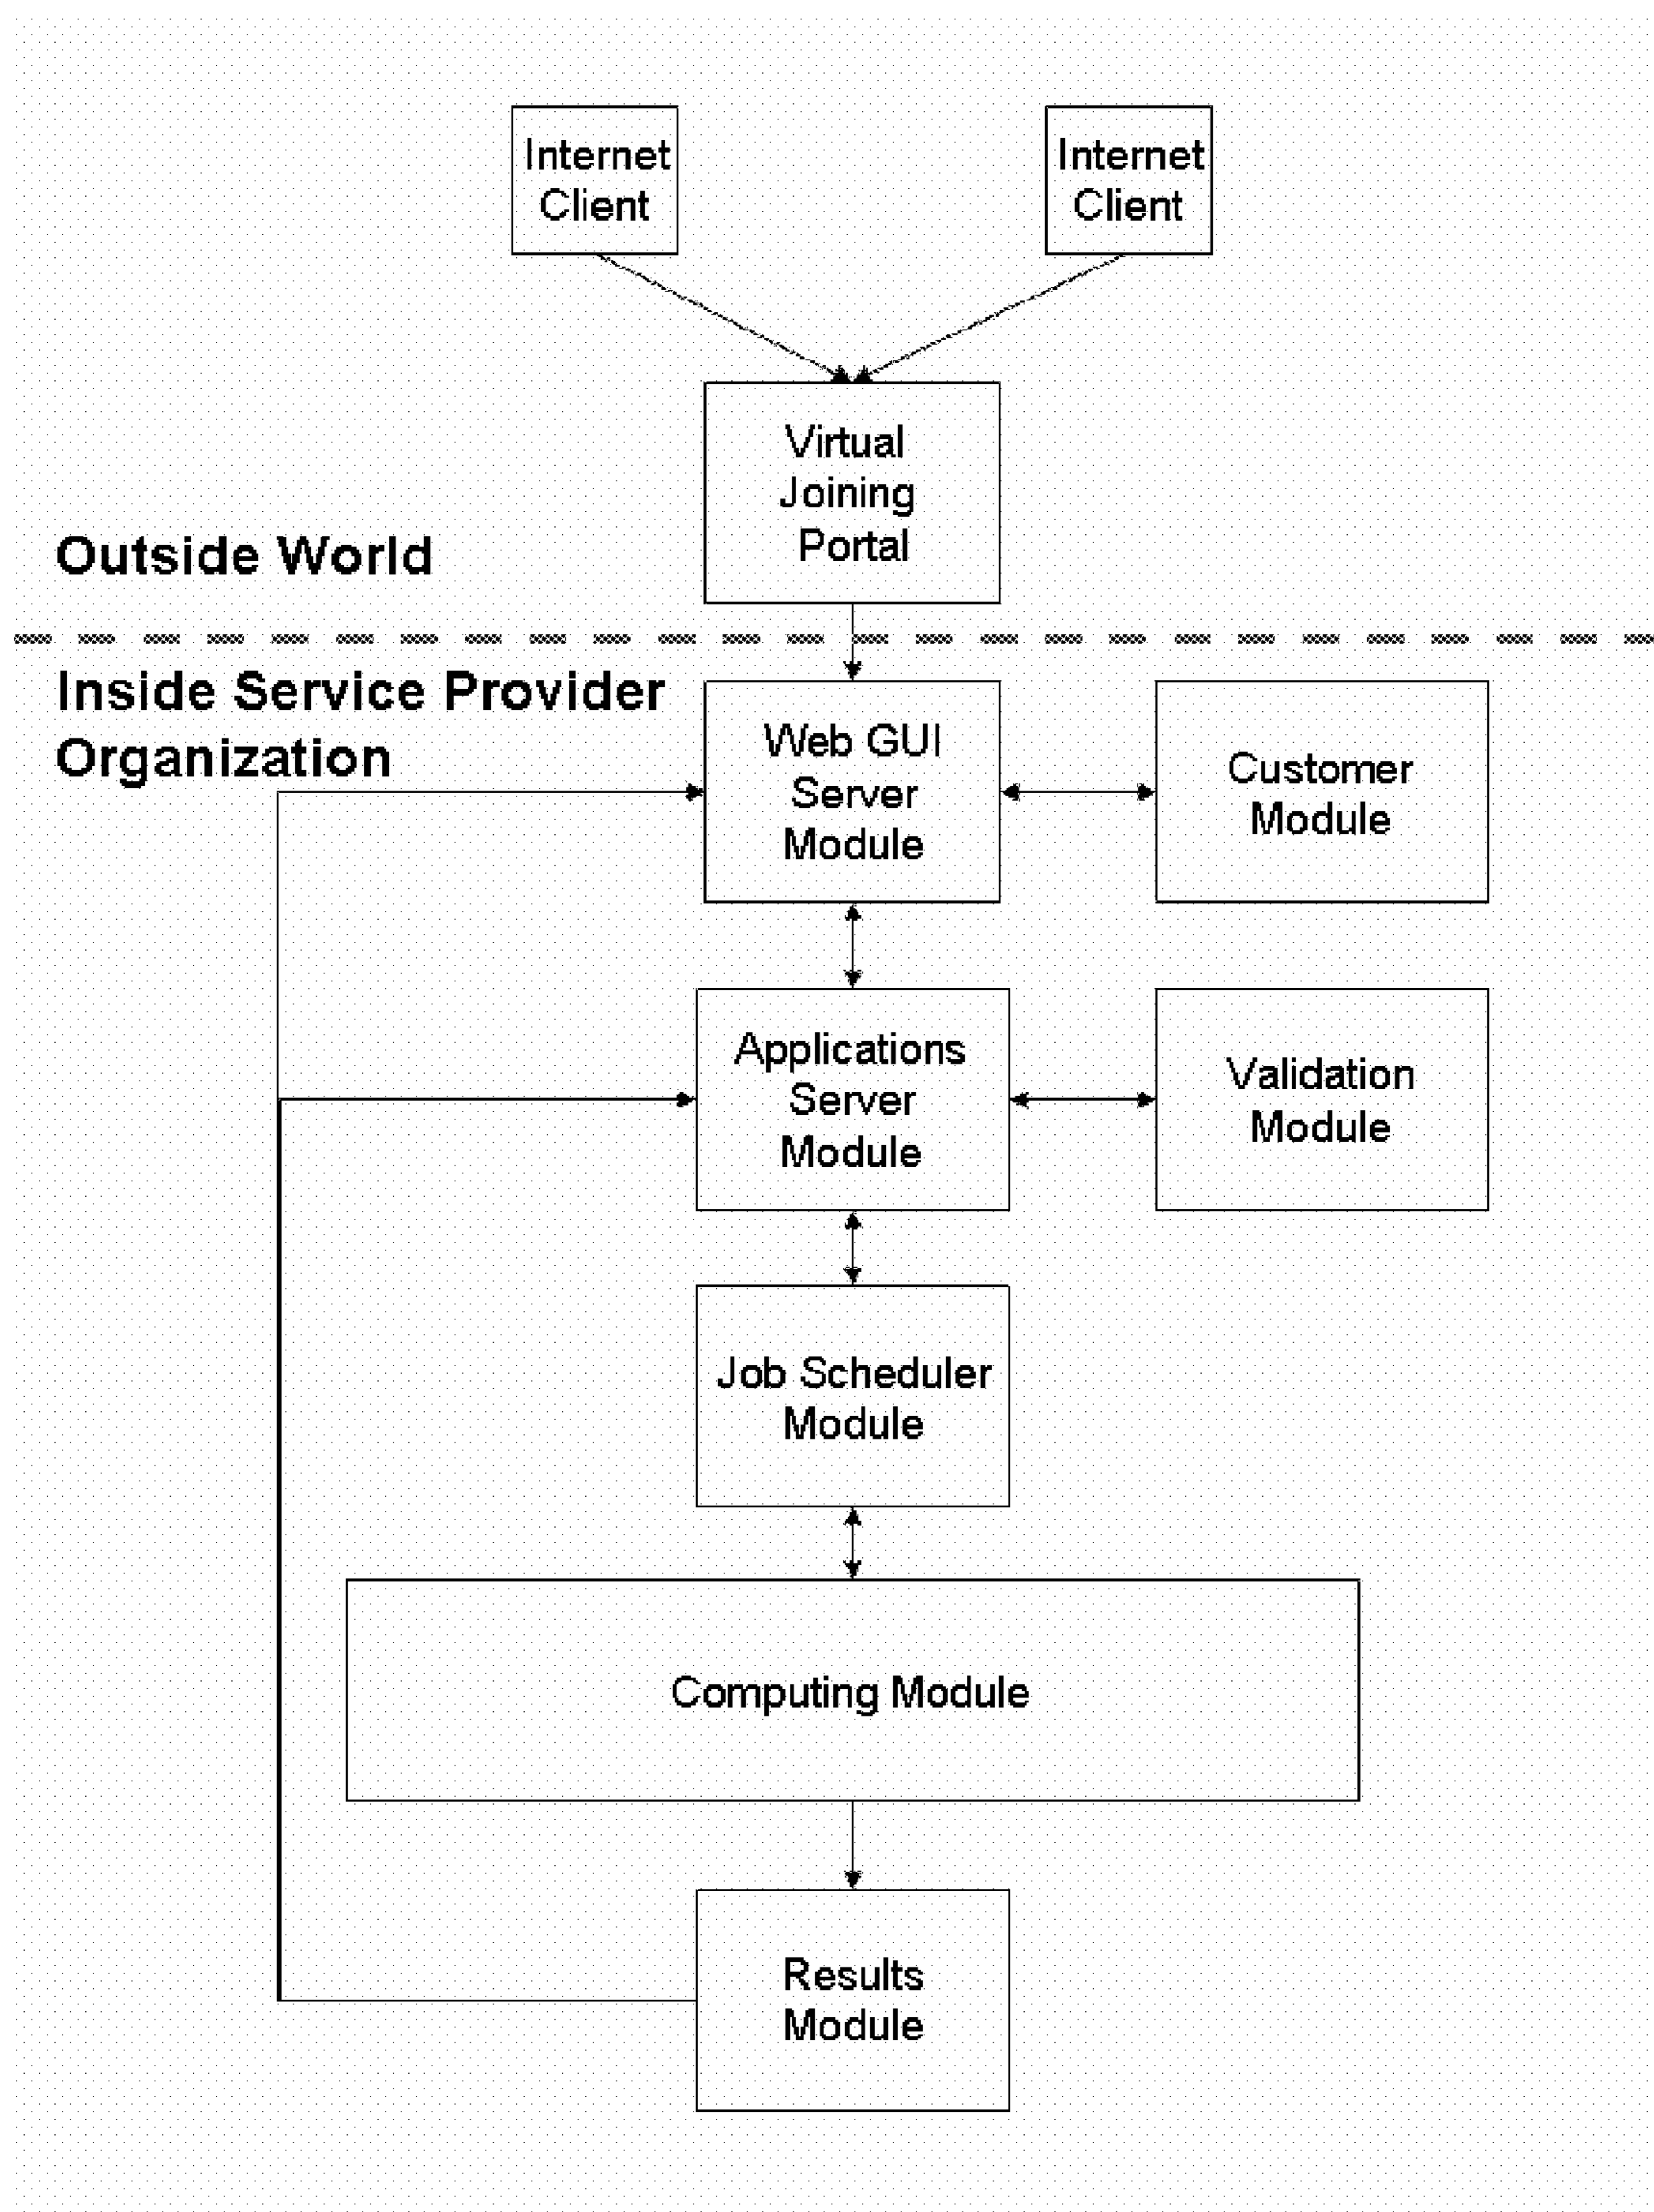 Internet
Client
Internet
Client
Virtual
Joining
Portal
Outside World
Inside Service Provider
Organization
Web GUI
Server
Module
Customer
Module
Applications
Server
Module
Validation
Module
Job Scheduler
Module
Computing Module
Results
Module